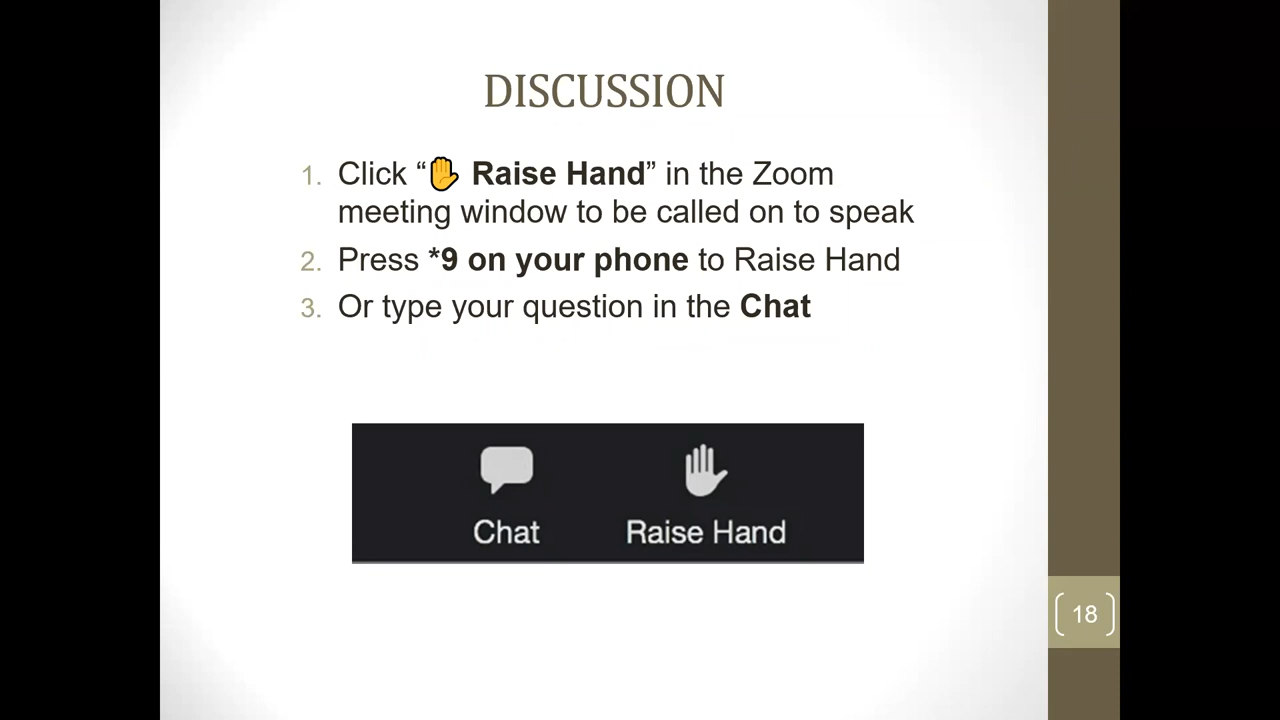 DISCUSSION
1. Click “✋ Raise Hand” in the Zoom
meeting window to be called on to speak
2. Press *9 on your phone to Raise Hand
3. Or type your question in the Chat
Chat Raise Hand
18